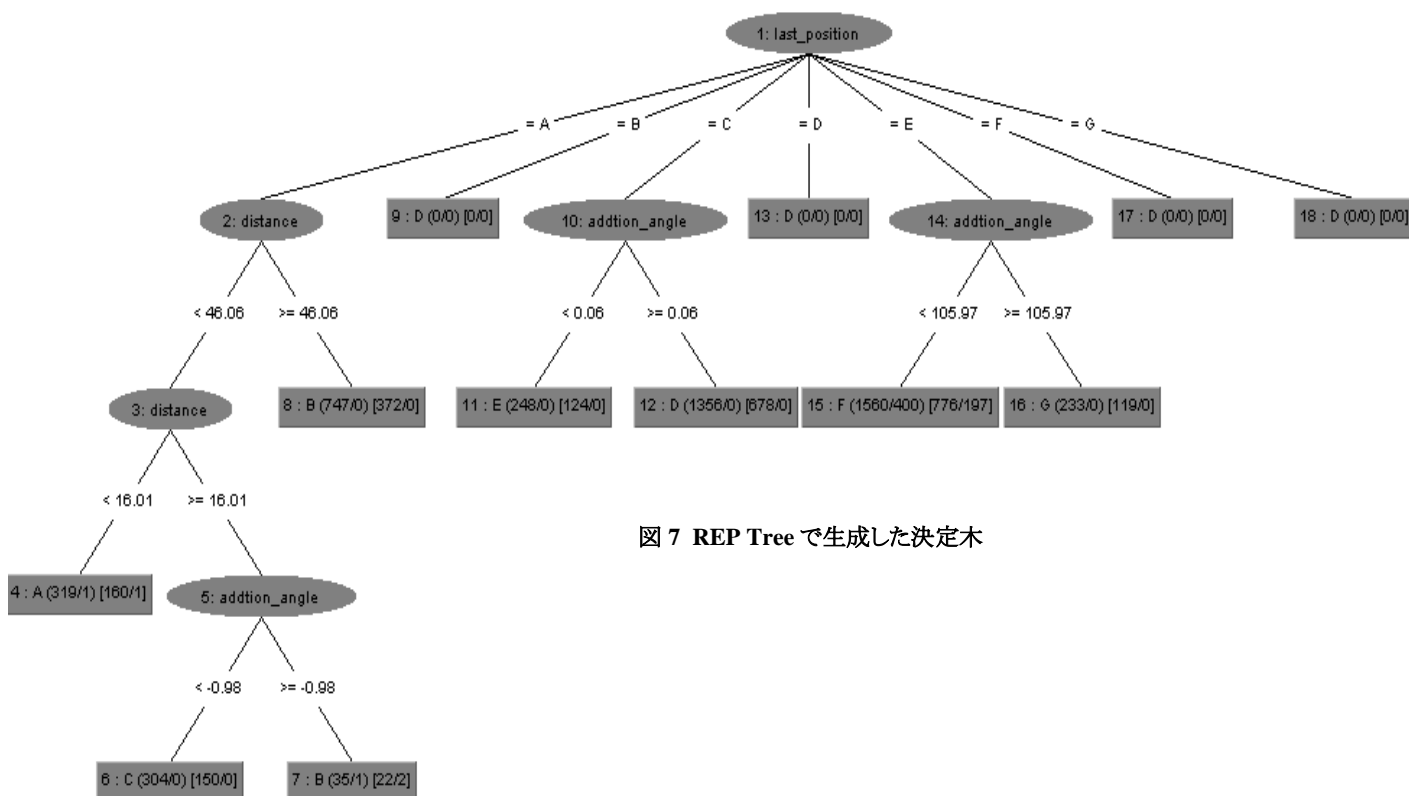 1: last_position
= A
= B
= C
= D
= E
= F
= G
2: distance
9 : D (0/0) [0/0]
10: addtion_angle
13 : D (0/0) [0/0]
14: addtion_angle
17 : D (0/0) [0/0]
18 : D (0/0) [0/0]
< 46.06
>= 46.06
< 0.06
>= 0.06
< 105.97
>= 105.97
3: distance
8 : B (747/0) [372/0]
11 : E (248/0) [124/0]
12 : D (1356/0) [678/0]
15 : F (1560/400) [776/197]
16 : G (233/0) [119/0]
< 16.01
>= 16.01
図 7 REP Tree で生成した決定木
4 : A (319/1) [160/1]
5: addtion_angle
< -0.98
>= -0.98
6 : C (304/0) [150/0]
7 : B (35/1) [22/2]